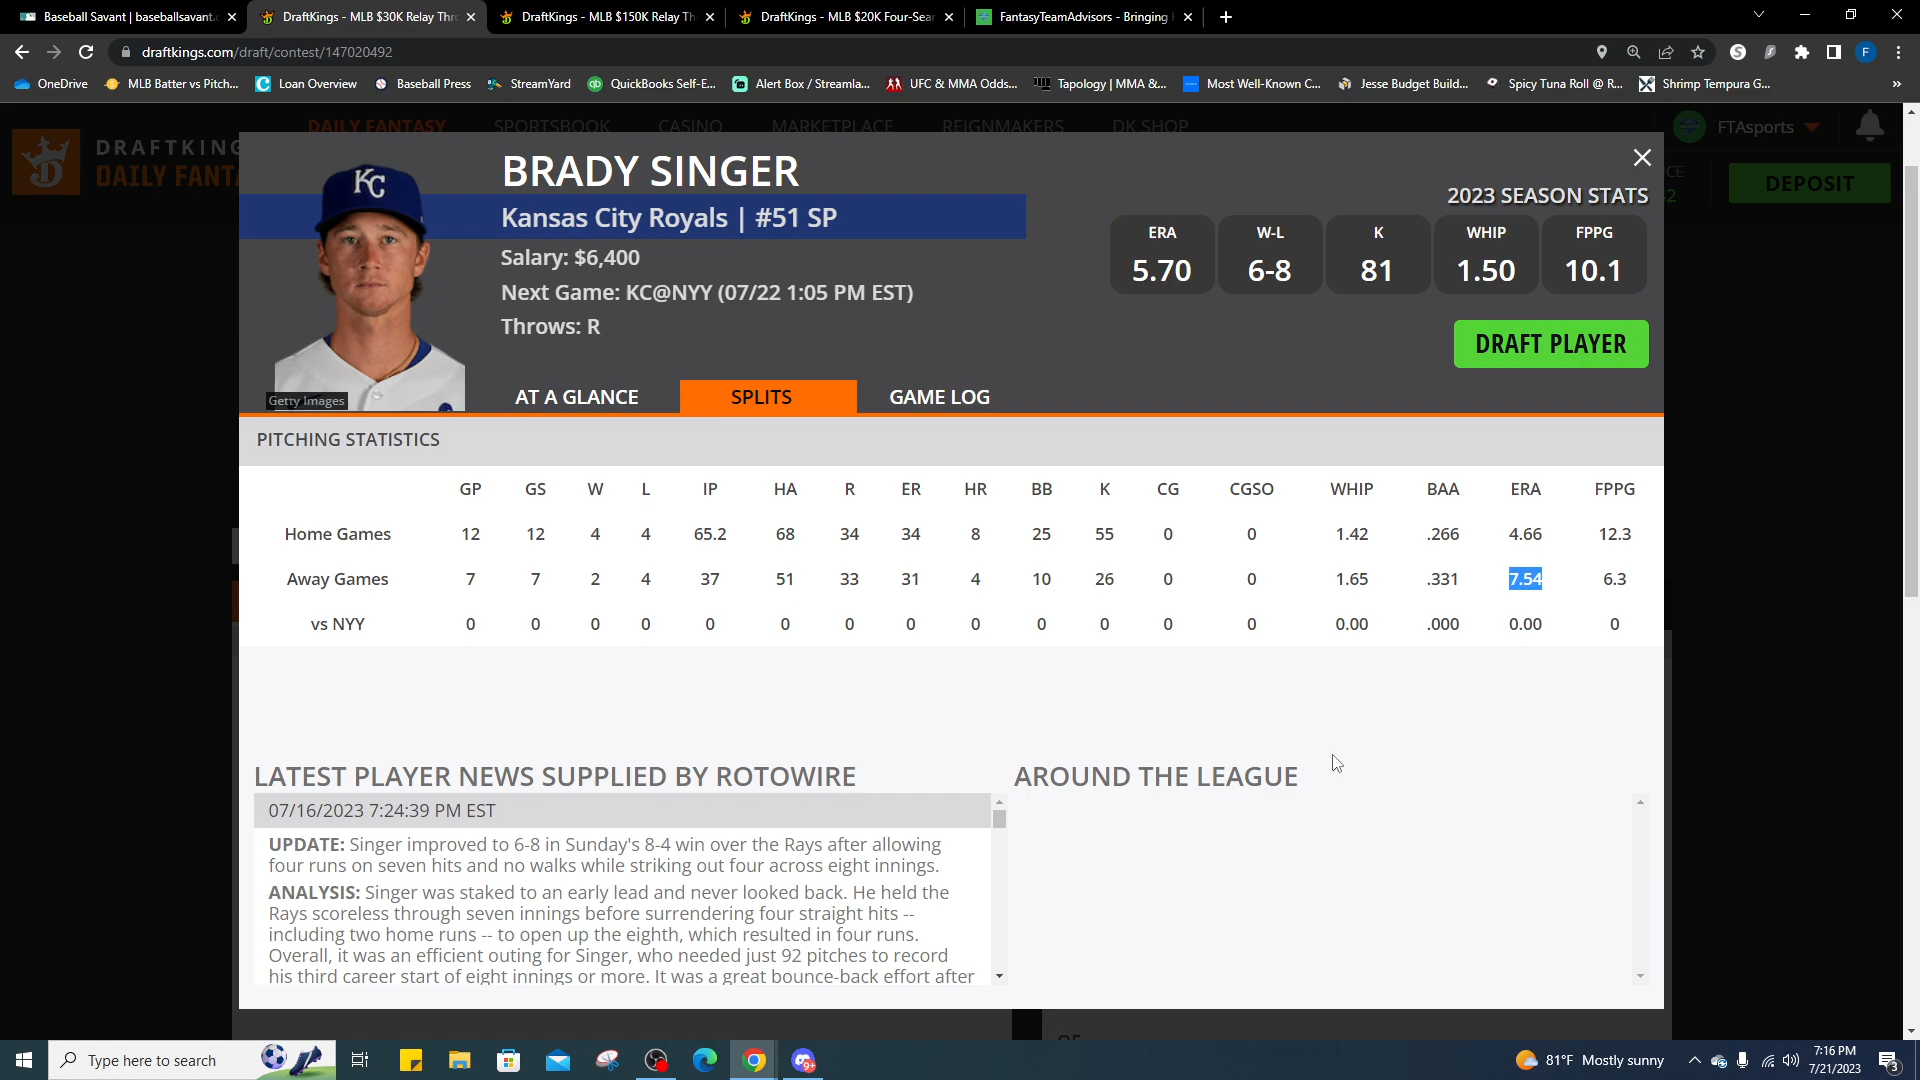 Baseball Savant | baseballsavant.
DraftKings - MLB $30K Relay Thr
DraftKings - MLB $150K Relay Th
DraftKings - MLB $20K Four-Sear
FantasyTeamAdvisors - Bringing
draftkings.com/draft/contest/147020492
OneDrive
MLB Batter vs Pitch...
Loan Overview
Baseball Press
StreamYard
QuickBooks Self-E...
Alert Box / Streamla...
UFC & MMA Odds...
Tapology | MMA &...
Most Well-Known C...
Jesse Budget Build...
Spicy Tuna Roll @ R...
Shrimp Tempura G...
DAILY FANTASY SPORTSBOOK CASINO MARKETPLACE REIGNMAKERS DK SHOP
FTAsports
DRAFTKING
DAILY FANTA
DEPOSIT
BRADY SINGER
Kansas City Royals | #51 SP
Salary: $6,400
Next Game: KC@NYY (07/22 1:05 PM EST)
Throws: R
KC
Getty Images
2023 SEASON STATS
ERA W-L K WHIP FPPG
5.70 6-8 81 1.50 10.1
DRAFT PLAYER
AT A GLANCE SPLITS GAME LOG
PITCHING STATISTICS
GP GS W L IP HA R ER HR BB K CG CGSO WHIP BAA ERA FPPG
Home Games 12 12 4 4 65.2 68 34 34 8 25 55 0 0 1.42 .266 4.66 12.3
Away Games 7 7 2 4 37 51 33 31 4 10 26 0 0 1.65 .331 7.54 6.3
vs NYY 0 0 0 0 0 0 0 0 0 0 0 0 0 0.00 .000 0.00 0
LATEST PLAYER NEWS SUPPLIED BY ROTOWIRE
07/16/2023 7:24:39 PM EST
UPDATE: Singer improved to 6-8 in Sunday's 8-4 win over the Rays after allowing
four runs on seven hits and no walks while striking out four across eight innings.
ANALYSIS: Singer was staked to an early lead and never looked back. He held the
Rays scoreless through seven innings before surrendering four straight hits --
including two home runs -- to open up the eighth, which resulted in four runs.
Overall, it was an efficient outing for Singer, who needed just 92 pitches to record
his third career start of eight innings or more. It was a great bounce-back effort after
AROUND THE LEAGUE
Type here to search
81°F Mostly sunny
7:16 PM
7/21/2023